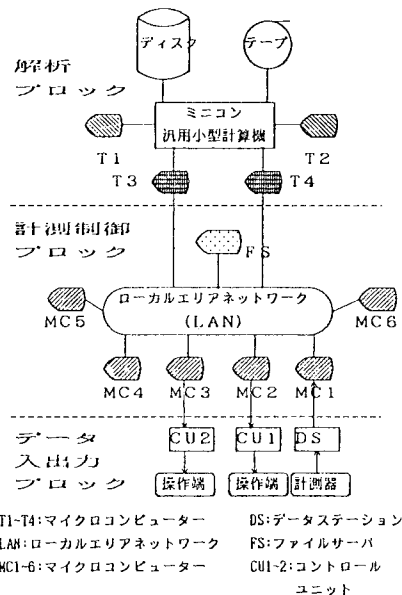 ディスク
テープ
解析
ブロック
ミニコン
汎用小型計算機
T1
T2
T3
T4
計測制御
ブロック
FS
ローカルエリアネットワーク
(LAN)
MC5
MC6
MC4
MC3
MC2
MC1
データ
入出力
ブロック
CU2
CU1
DS
操作端
操作端
計測器
T1~T4:マイクロコンピューター
DS:データステーション
LAN:ローカルエリアネットワーク
FS:ファイルサーバ
MC1~6:マイクロコンピューター
CU1~2:コントロール
ユニット